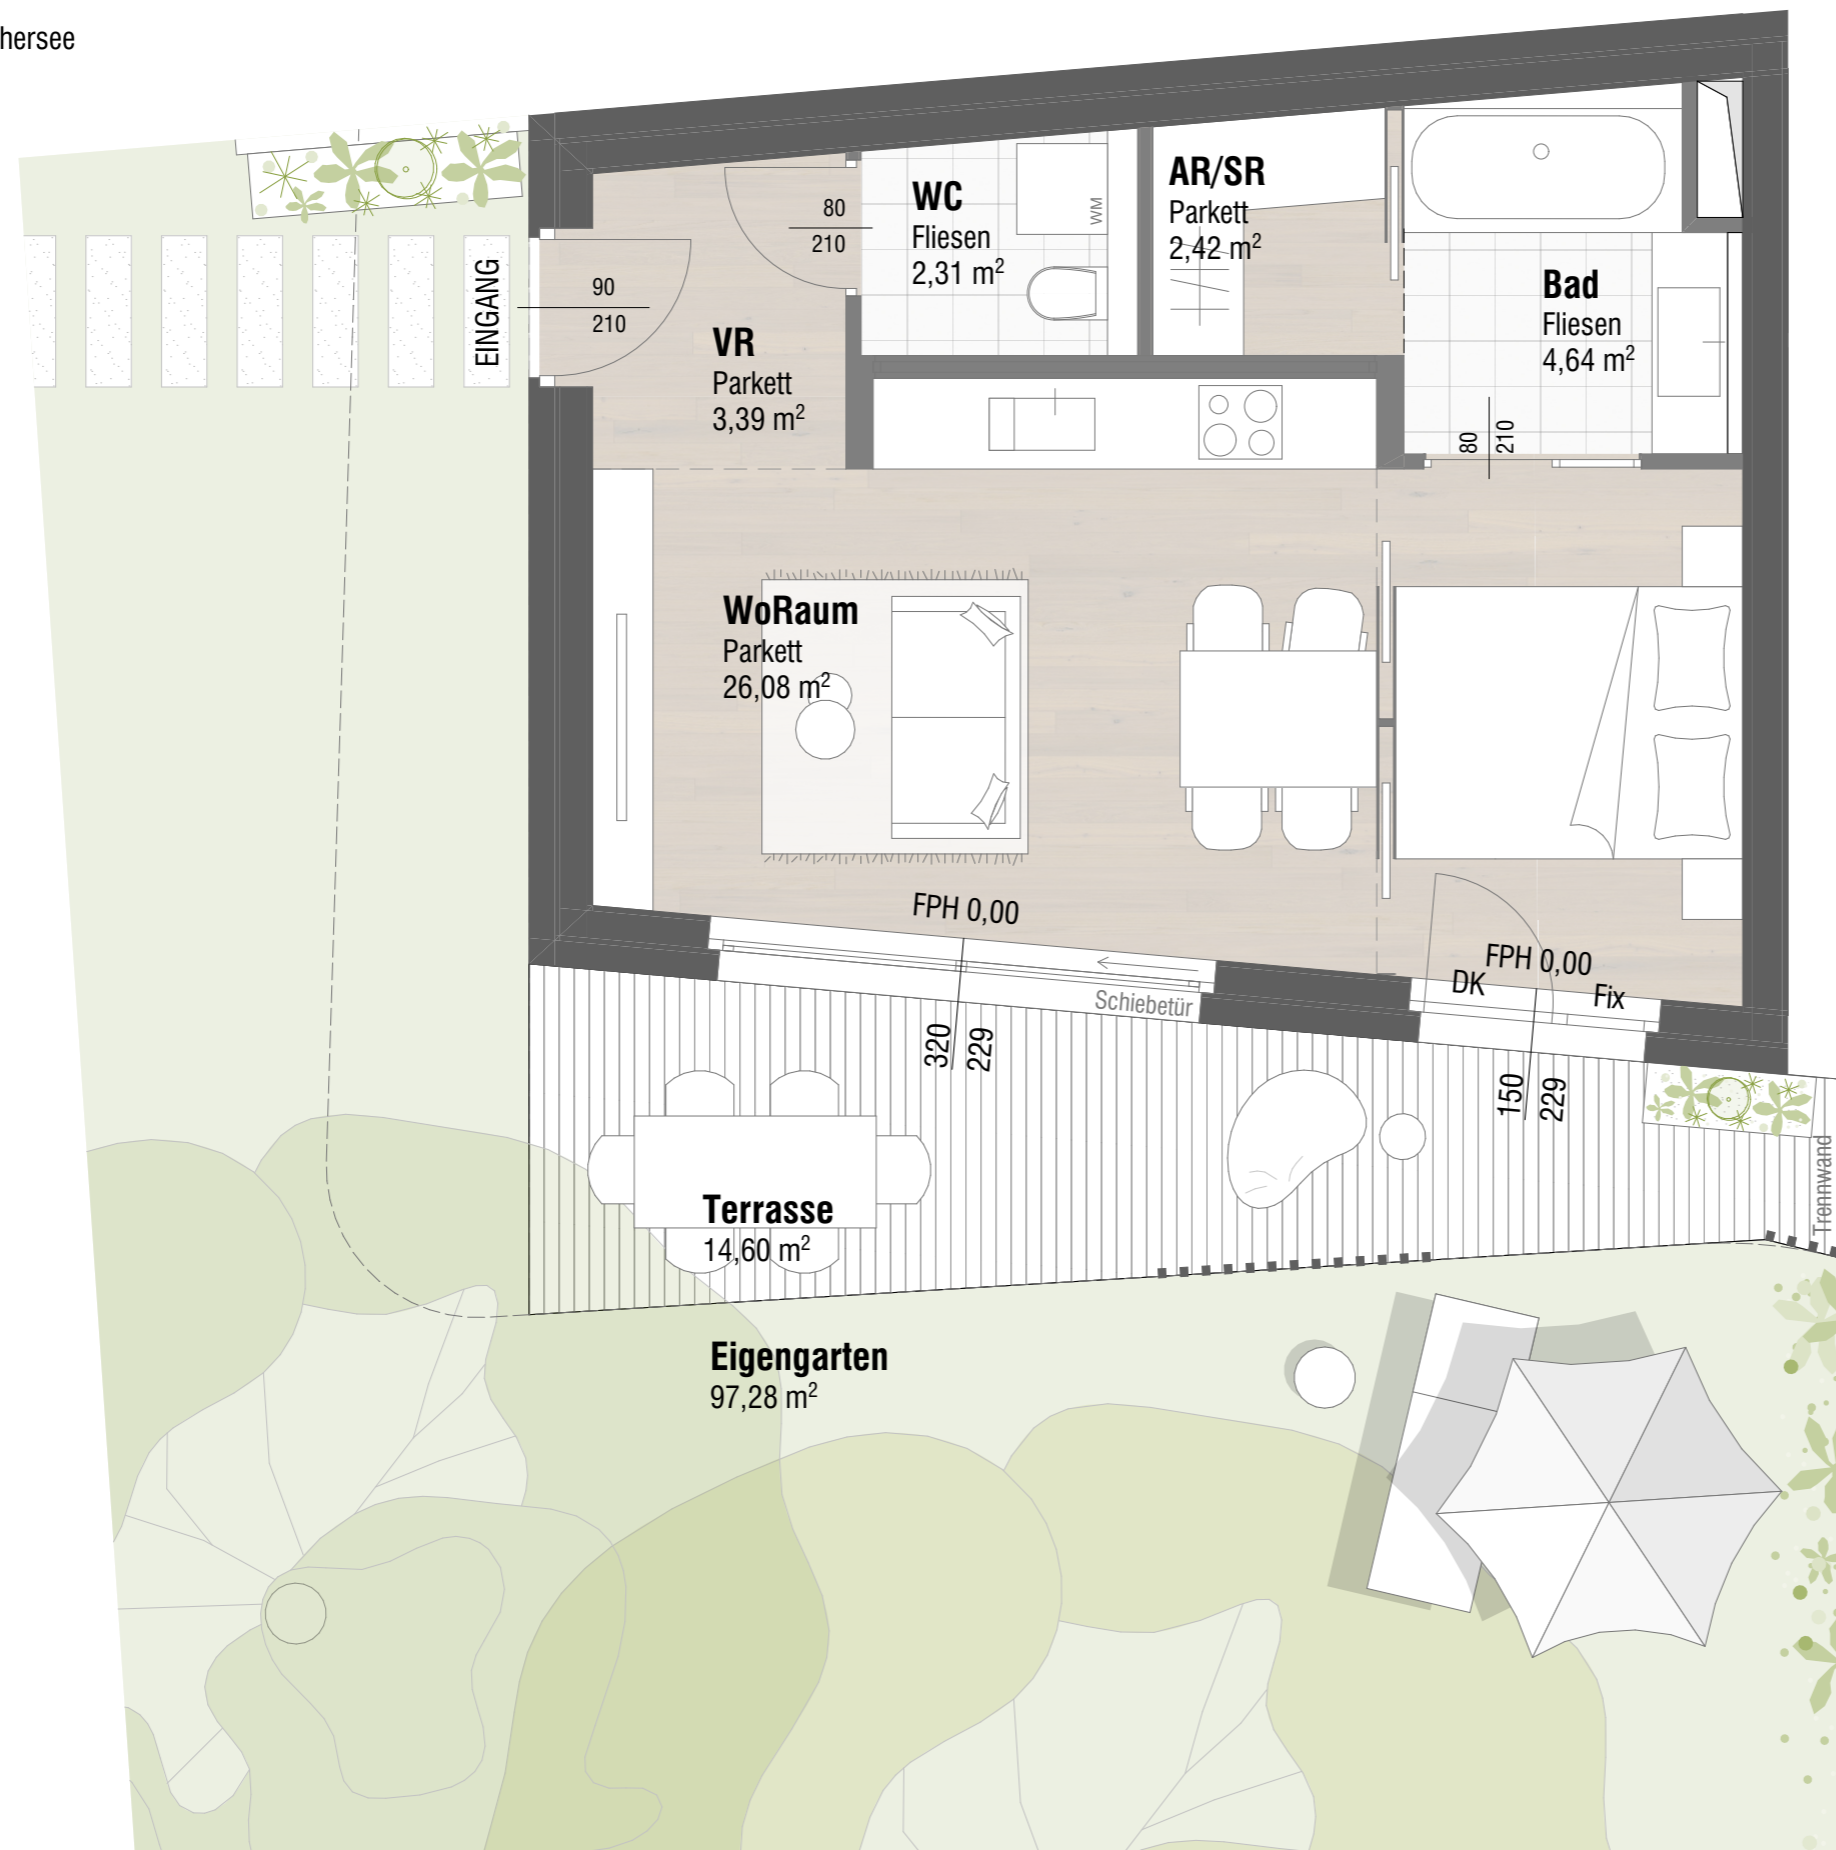 hersee
EINGANG
90
210
80
210
VR
Parkett
3,39 m²
WC
Fliesen
2,31 m²
WM
AR/SR
Parkett
2,42 m²
Bad
Fliesen
4,64 m²
80
210
WoRaum
Parkett
26,08 m²
FPH 0,00
Schiebetür
320
229
FPH 0,00
DK
Fix
150
229
Trennwand
Terrasse
14,60 m²
Eigengarten
97,28 m²